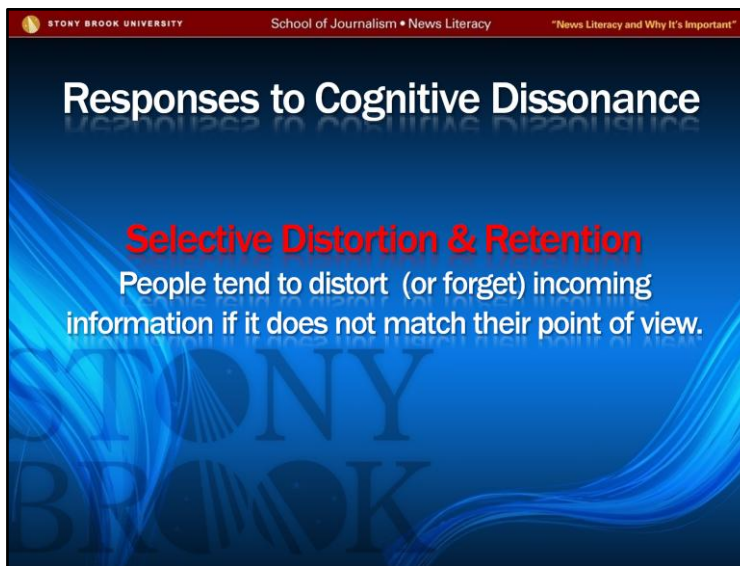 STONY BROOK UNIVERSITY
School of Journalism • News Literacy
"News Literacy and Why It's Important"
Responses to Cognitive Dissonance
Selective Distortion & Retention
People tend to distort (or forget) incoming
information if it does not match their point of view.
STONY
BROOK